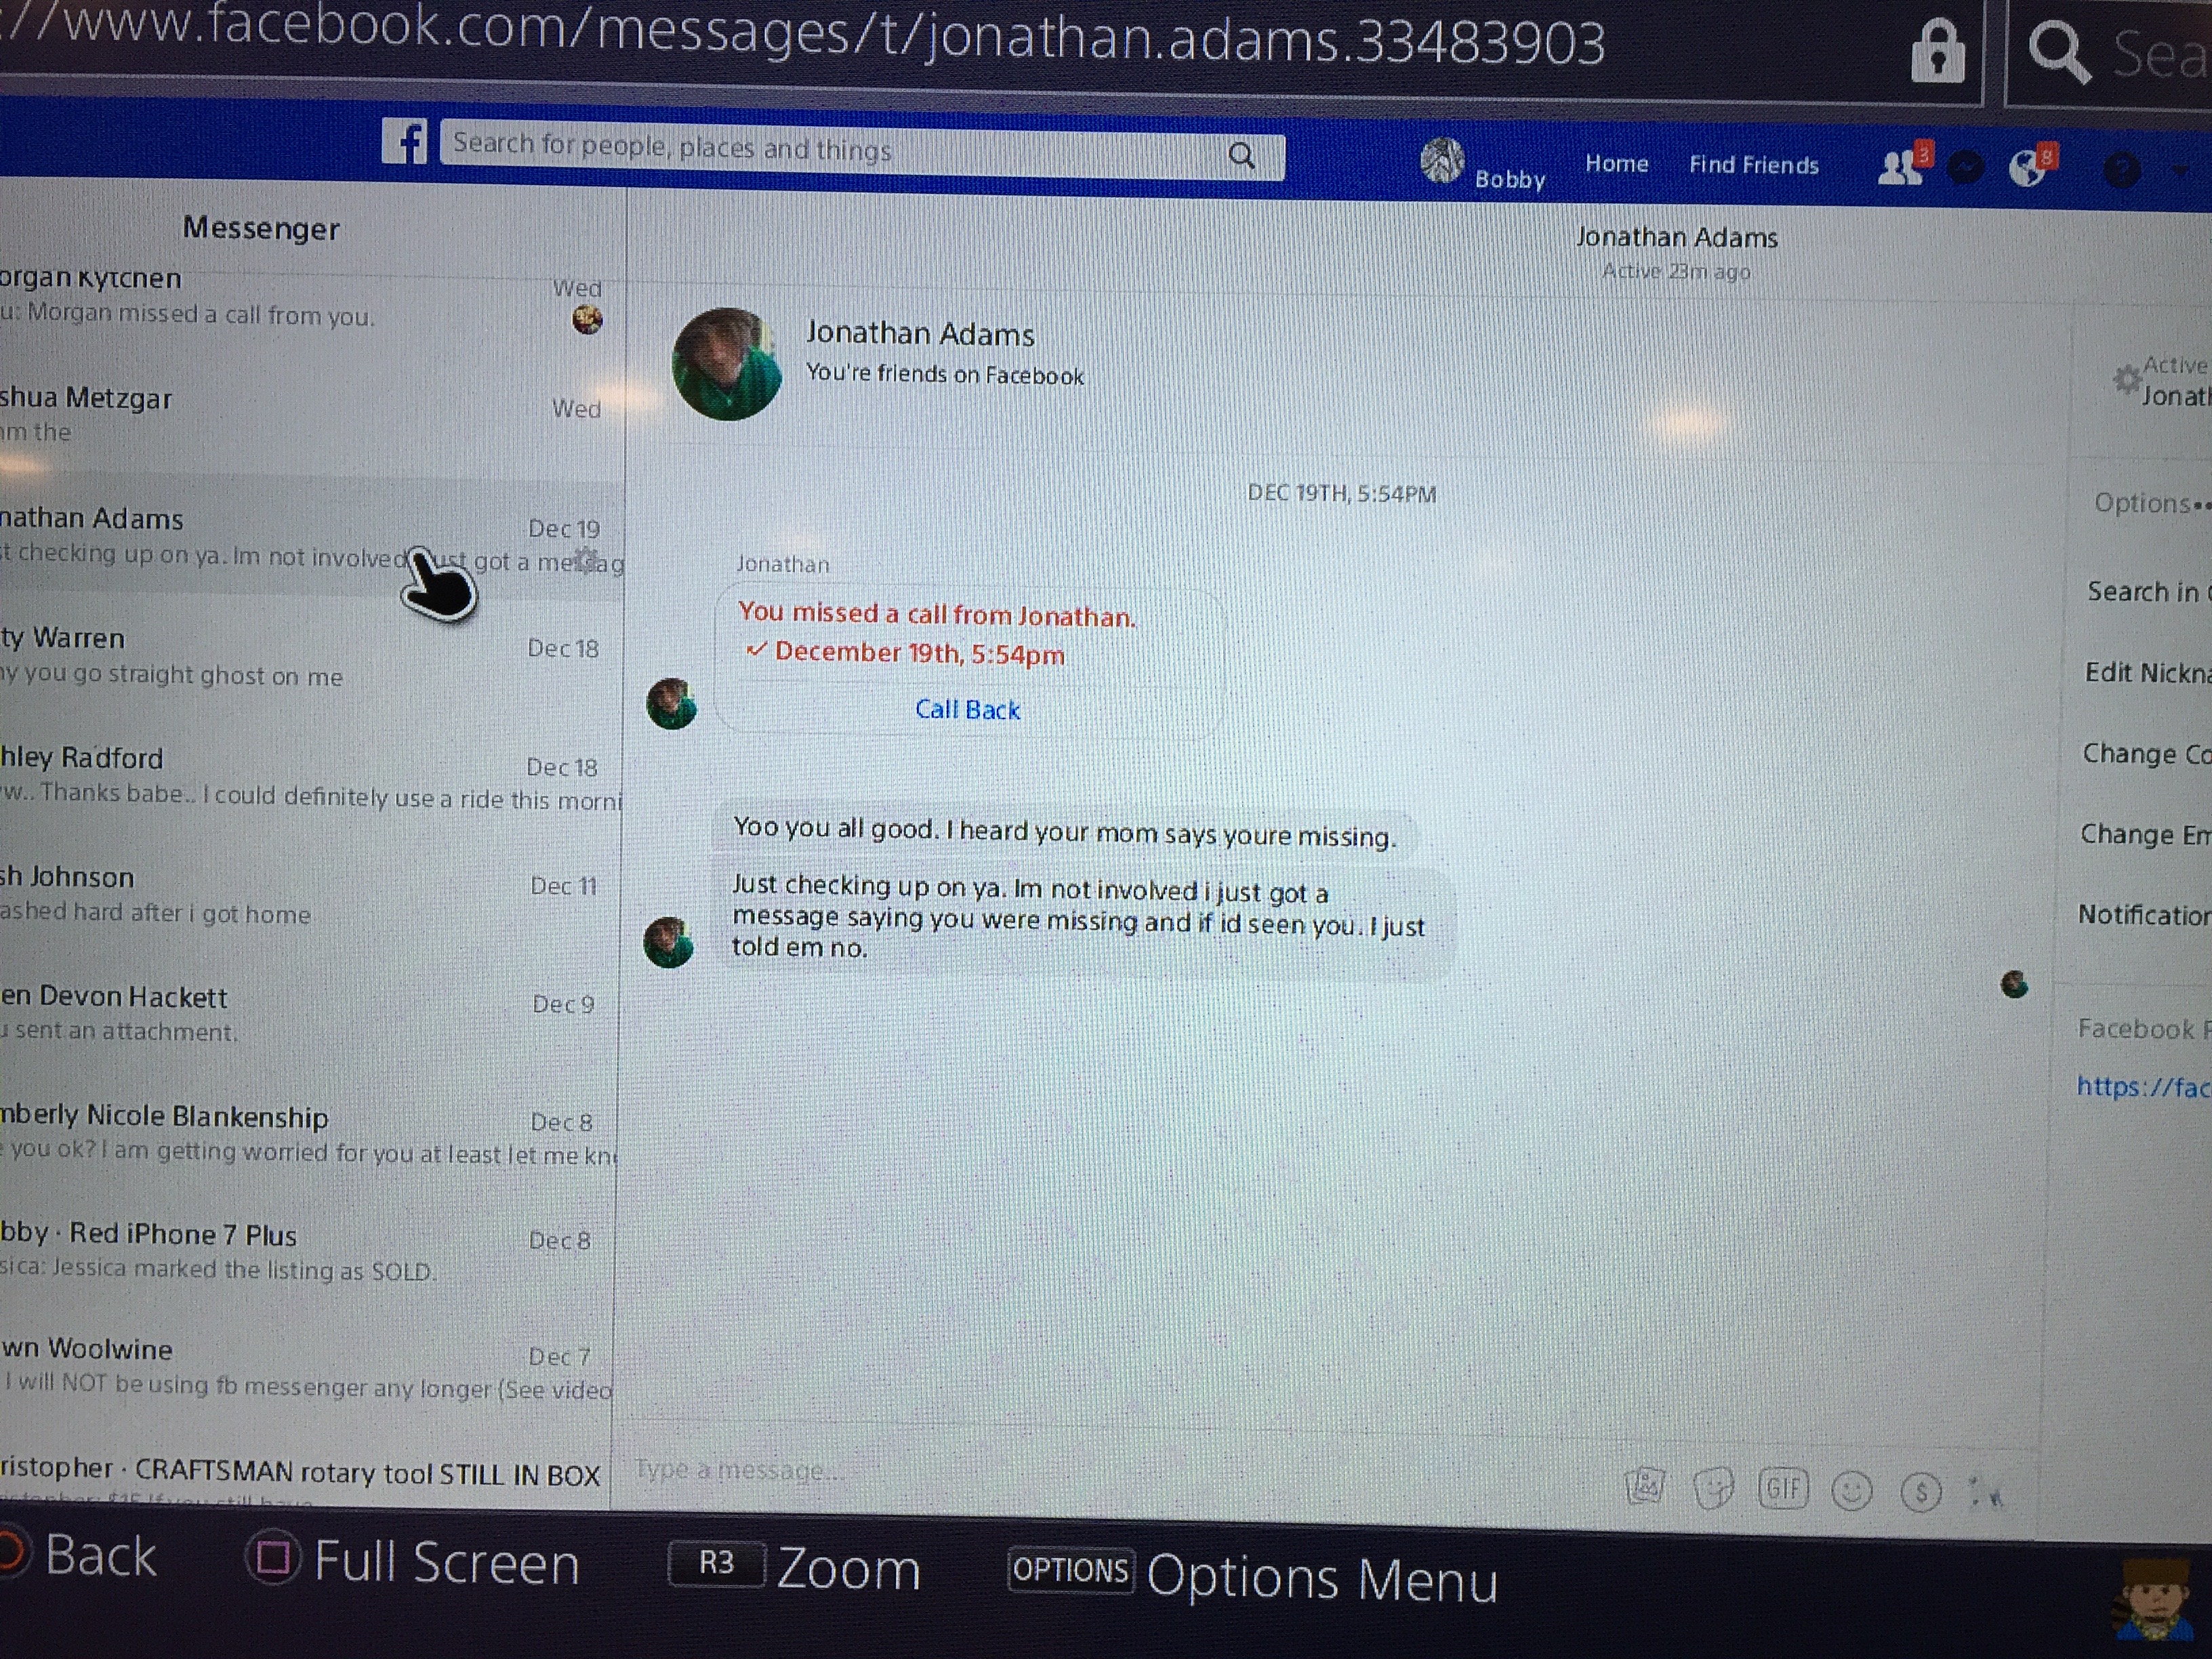 ://www.facebook.com/messages/t/jonathan.adams.33483903
Sea
f
Search for people, places and things
Bobby
Home
Find Friends
3
8
?
Messenger
Jonathan Adams
Active 23m ago
organ Kytchen
Wed
u: Morgan missed a call from you.
shua Metzgar
Wed
m the
nathan Adams
Dec 19
t checking up on ya. Im not involved
got a
ty Warren
Dec 18
y you go straight ghost on me
hley Radford
Dec 18
w.. Thanks babe.. I could definitely use a ride this morni
sh Johnson
Dec 11
ashed hard after i got home
en Devon Hackett
Dec 9
u sent an attachment.
mberly Nicole Blankenship
Dec 8
e you ok? I am getting worried for you at least let me kn
bby · Red iPhone 7 Plus
Dec 8
sica: Jessica marked the listing as SOLD.
wn Woolwine
Dec 7
I will NOT be using fb messenger any longer (See video
ristopher · CRAFTSMAN rotary tool STILL IN BOX
Jonathan Adams
You're friends on Facebook
DEC 19TH, 5:54PM
Jonathan
You missed a call from Jonathan.
December 19th, 5:54pm
Call Back
Yoo you all good. I heard your mom says youre missing.
Just checking up on ya. Im not involved i just got a
message saying you were missing and if id seen you. I just
told em no.
Type a message...
GIF
$
Active
Jonat
Options
Search in
Edit Nickn
Change Co
Change Em
Notification
Facebook
https://fac
Back
Full Screen
R3
Zoom
OPTIONS
Options Menu